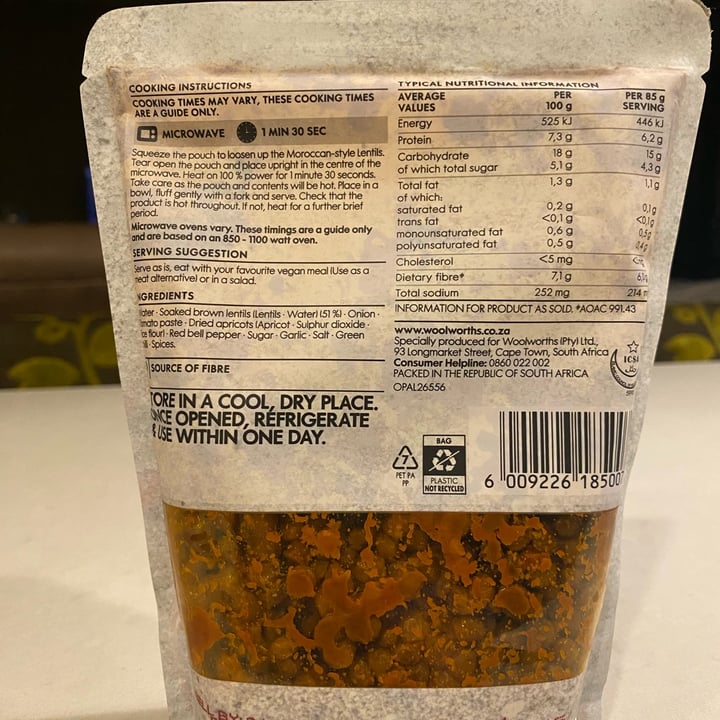 COOKING INSTRUCTIONS
COOKING TIMES MAY VARY, THESE COOKING TIMES
ARE A GUIDE ONLY.
MICROWAVE 1 MIN 30 SEC
Squeeze the pouch to loosen up the Moroccan-style Lentils.
Tear open the pouch and place upright in the centre of the
microwave. Heat on 100 % power for 1 minute 30 seconds.
Take care as the pouch and contents will be hot. Place in a
bowl, fluff gently with a fork and serve. Check that the
product is hot throughout. If not, heat for a further brief
period.
Microwave ovens vary. These timings are a guide only
and are based on an 850 - 1100 watt oven.
SERVING SUGGESTION
Serve as is, eat with your favourite vegan meal (Use as a
meat alternative) or in a salad.
NGREDIENTS
ater · Soaked brown lentils (Lentils · Water) (51 %) · Onion ·
mato paste · Dried apricots (Apricot · Sulphur dioxide ·
ce flour) · Red bell pepper · Sugar · Garlic · Salt · Green
· Spices.
SOURCE OF FIBRE
TORE IN A COOL, DRY PLACE.
ONCE OPENED, REFRIGERATE
& USE WITHIN ONE DAY.
TYPICAL NUTRITIONAL INFORMATION
AVERAGE VALUES PER 100 g PER 85 g SERVING
Energy 525 kJ 446 kJ
Protein 7,3 g 6,2 g
Carbohydrate 18 g 15 g
of which total sugar 5,1 g 4,3 g
Total fat 1,3 g 1,1 g
of which:
saturated fat 0,2 g 0,1 g
trans fat <0,1 g <0,1 g
monounsaturated fat 0,6 g 0,5 g
polyunsaturated fat 0,5 g 0,4 g
Cholesterol <5 mg
Dietary fibre* 7,1 g
Total sodium 252 mg 214 m
INFORMATION FOR PRODUCT AS SOLD. *AOAC 991.43
www.woolworths.co.za
Specially prepared for Woolworths (Pty) Ltd.,
93 Longmarket Street, Cape Town, South Africa
Consumer Helpline: 0860 022 002
PACKED IN THE REPUBLIC OF SOUTH AFRICA
OPAL26556
7
PET PA
PP
BAG
PLASTIC
NOT RECYCLED
6 009226 18500